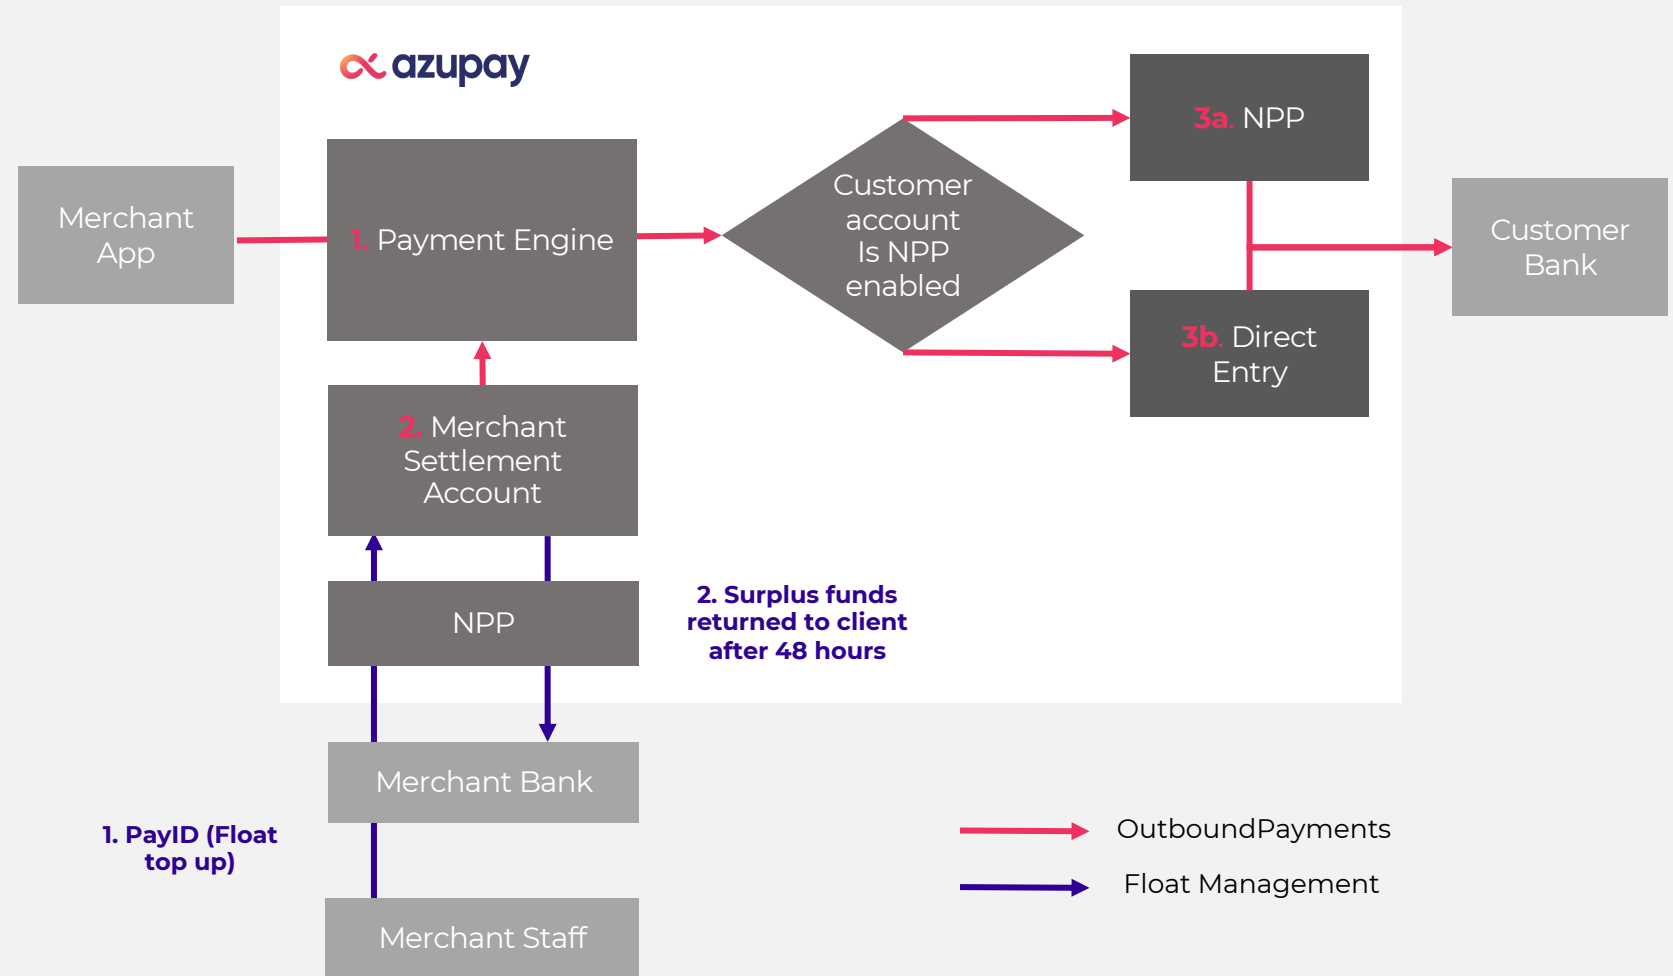 azupay
Merchant
App
1. Payment Engine
Customer
account
Is NPP
enabled
3a. NPP
3b. Direct
Entry
Customer
Bank
2. Merchant
Settlement
Account
NPP
2. Surplus funds
returned to client
after 48 hours
Merchant Bank
1. PayID (Float
top up)
Merchant Staff
OutboundPayments
Float Management